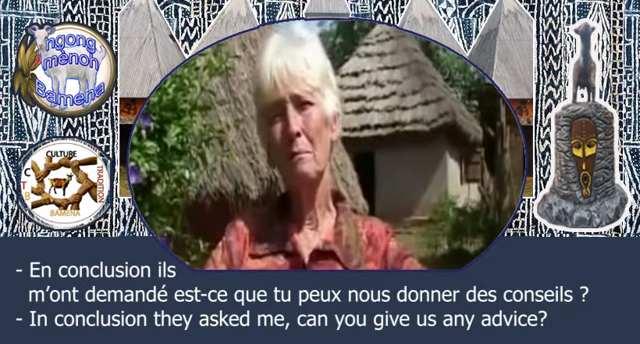 ngong
mènoh
Bamena
CULTURE
TRADITION
BAMENA
- En conclusion ils
m'ont demandé est-ce que tu peux nous donner des conseils ?
- In conclusion they asked me, can you give us any advice?